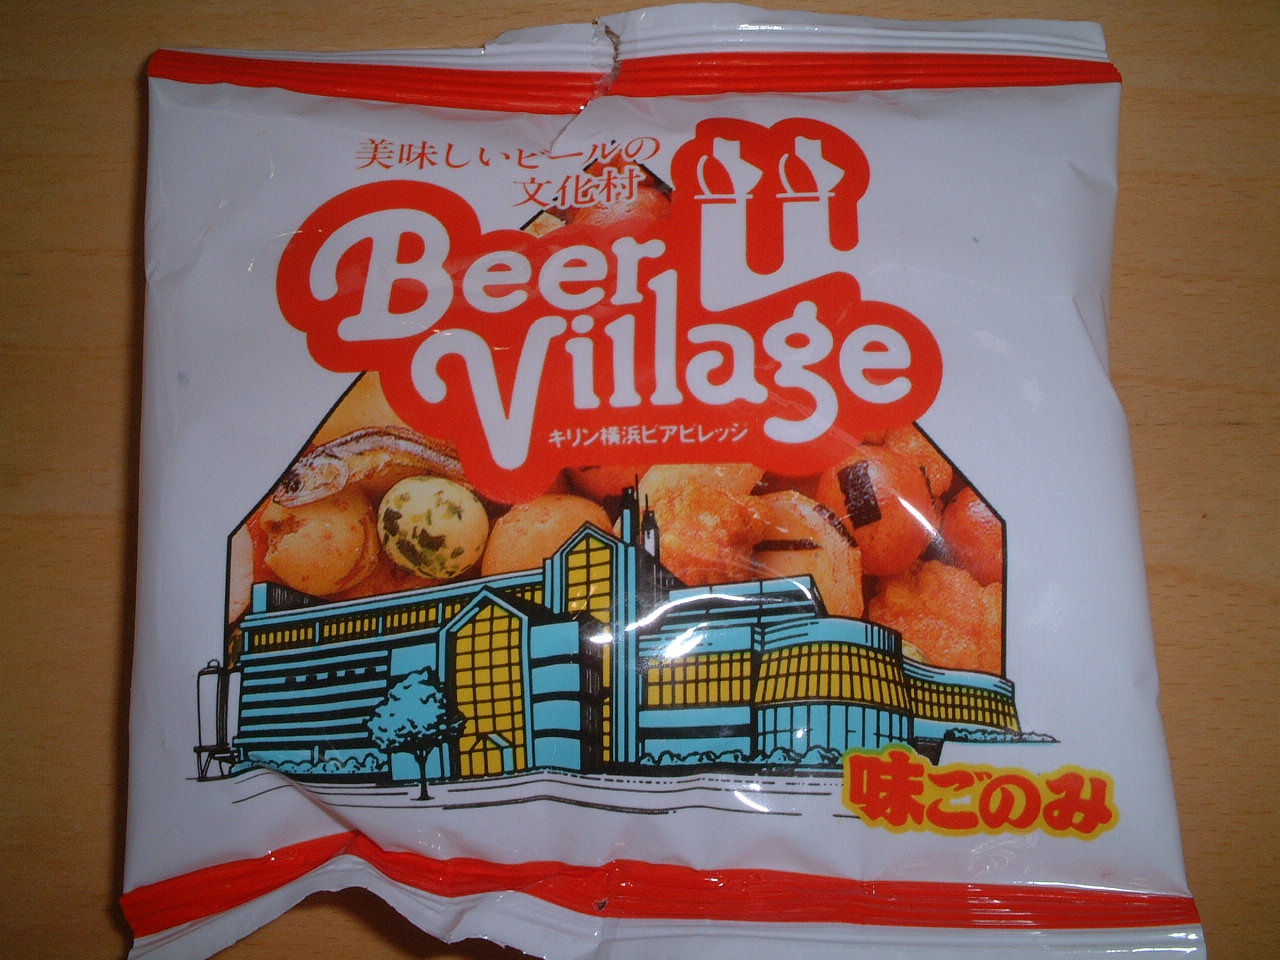 美味しいビールの
文化村
Beer
Village
キリン横浜ビアビレッジ
味ごのみ